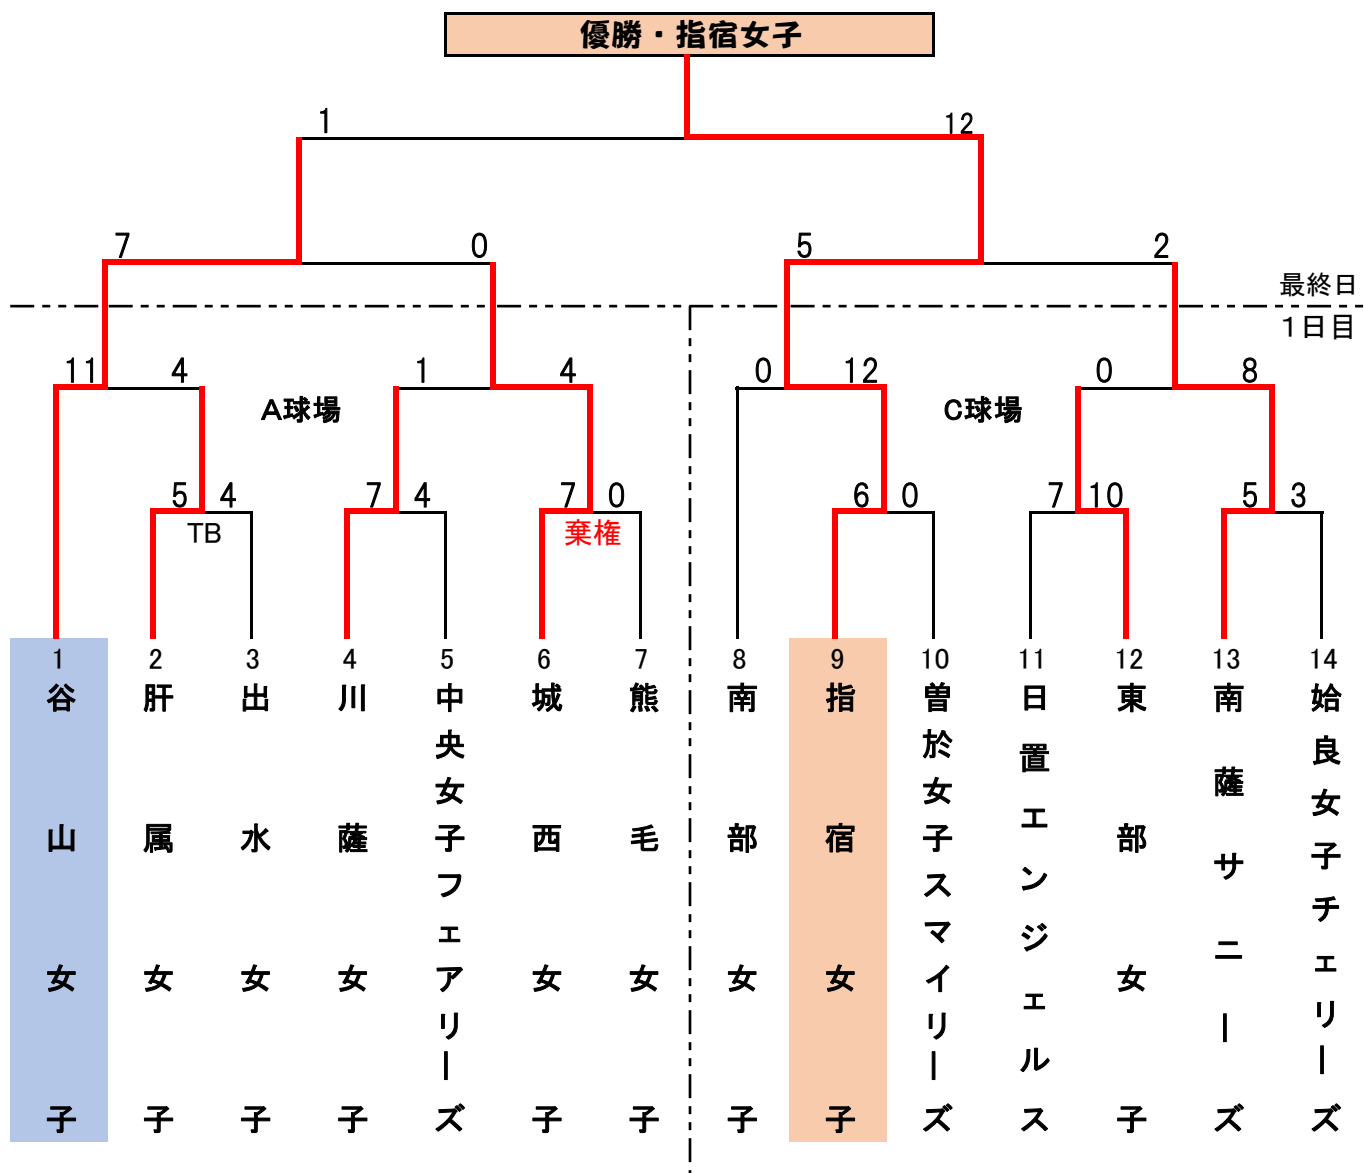 優勝・指宿女子
1 12
7 0 5 2
最終日
1日目
11 4 1 4 0 12 0 8
A球場 C球場
5 4 7 4 7 0 6 0 7 10 5 3
TB 棄権
1 2 3 4 5 6 7 8 9 10 11 12 13 14
谷山女子
肝属女子
出水女子
川薩女子
中央女子フェアリーズ
城西女子
熊毛女子
南部女子
指宿女子
曽於女子スマイリーズ
日置エンジェルス
東部女子
南薩サニーズ
姶良女子チェリーズ